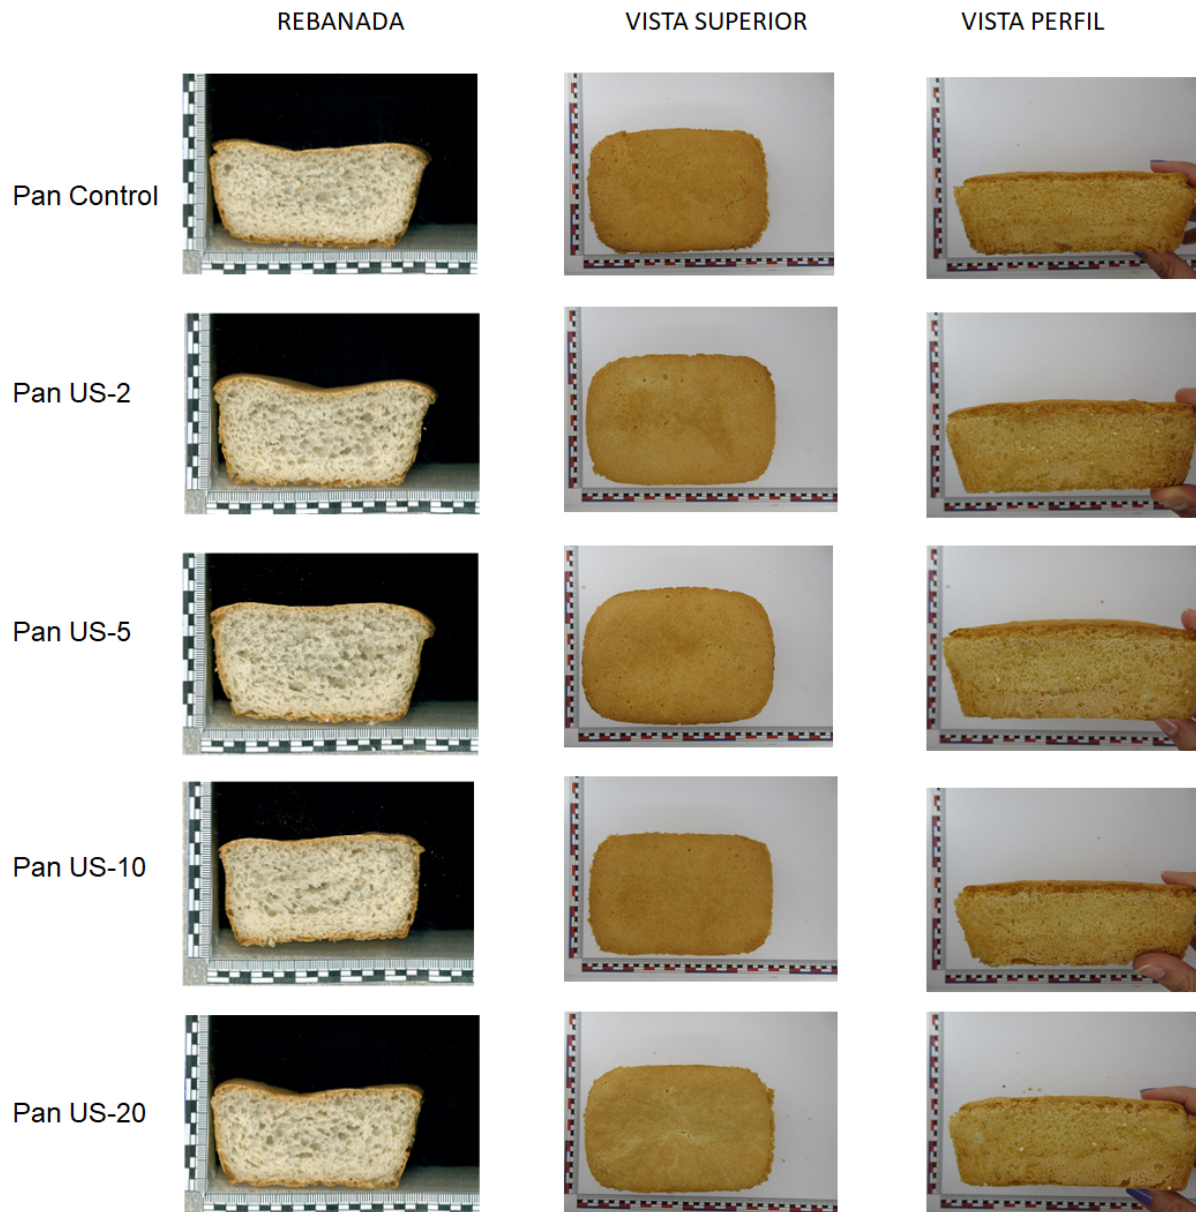 REBANADA VISTA SUPERIOR VISTA PERFIL
Pan Control
Pan US-2
Pan US-5
Pan US-10
Pan US-20